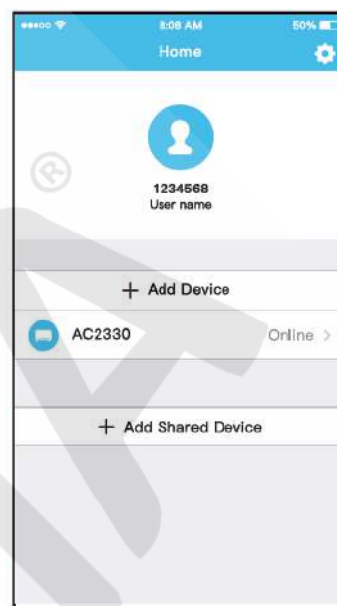 8:08 AM
50%
Home
®
1234568
User name
+ Add Device
AC2330
Online >
+ Add Shared Device